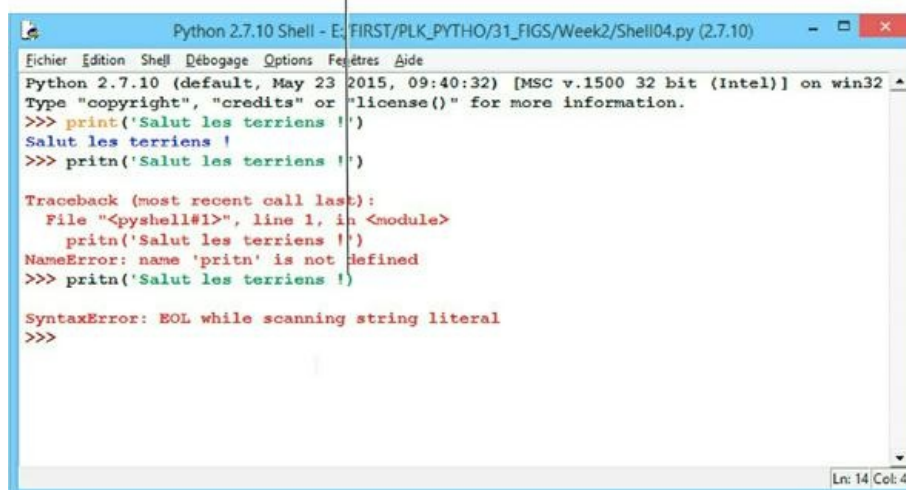 Python 2.7.10 Shell - E:/FIRST/PLK_PYTHO/31_FIGS/Week2/Shell04.py (2.7.10)
Fichier Edition Shell Débogage Options Fenêtres Aide
Python 2.7.10 (default, May 23 2015, 09:40:32) [MSC v.1500 32 bit (Intel)] on win32
Type "copyright", "credits" or "license()" for more information.
>>> print('Salut les terriens !')
Salut les terriens !
>>> pritn('Salut les terriens !')
Traceback (most recent call last):
File "<pyshell#1>", line 1, in <module>
pritn('Salut les terriens !')
NameError: name 'pritn' is not defined
>>> pritn('Salut les terriens !)
SyntaxError: EOL while scanning string literal
>>>
Ln: 14 Col: 4